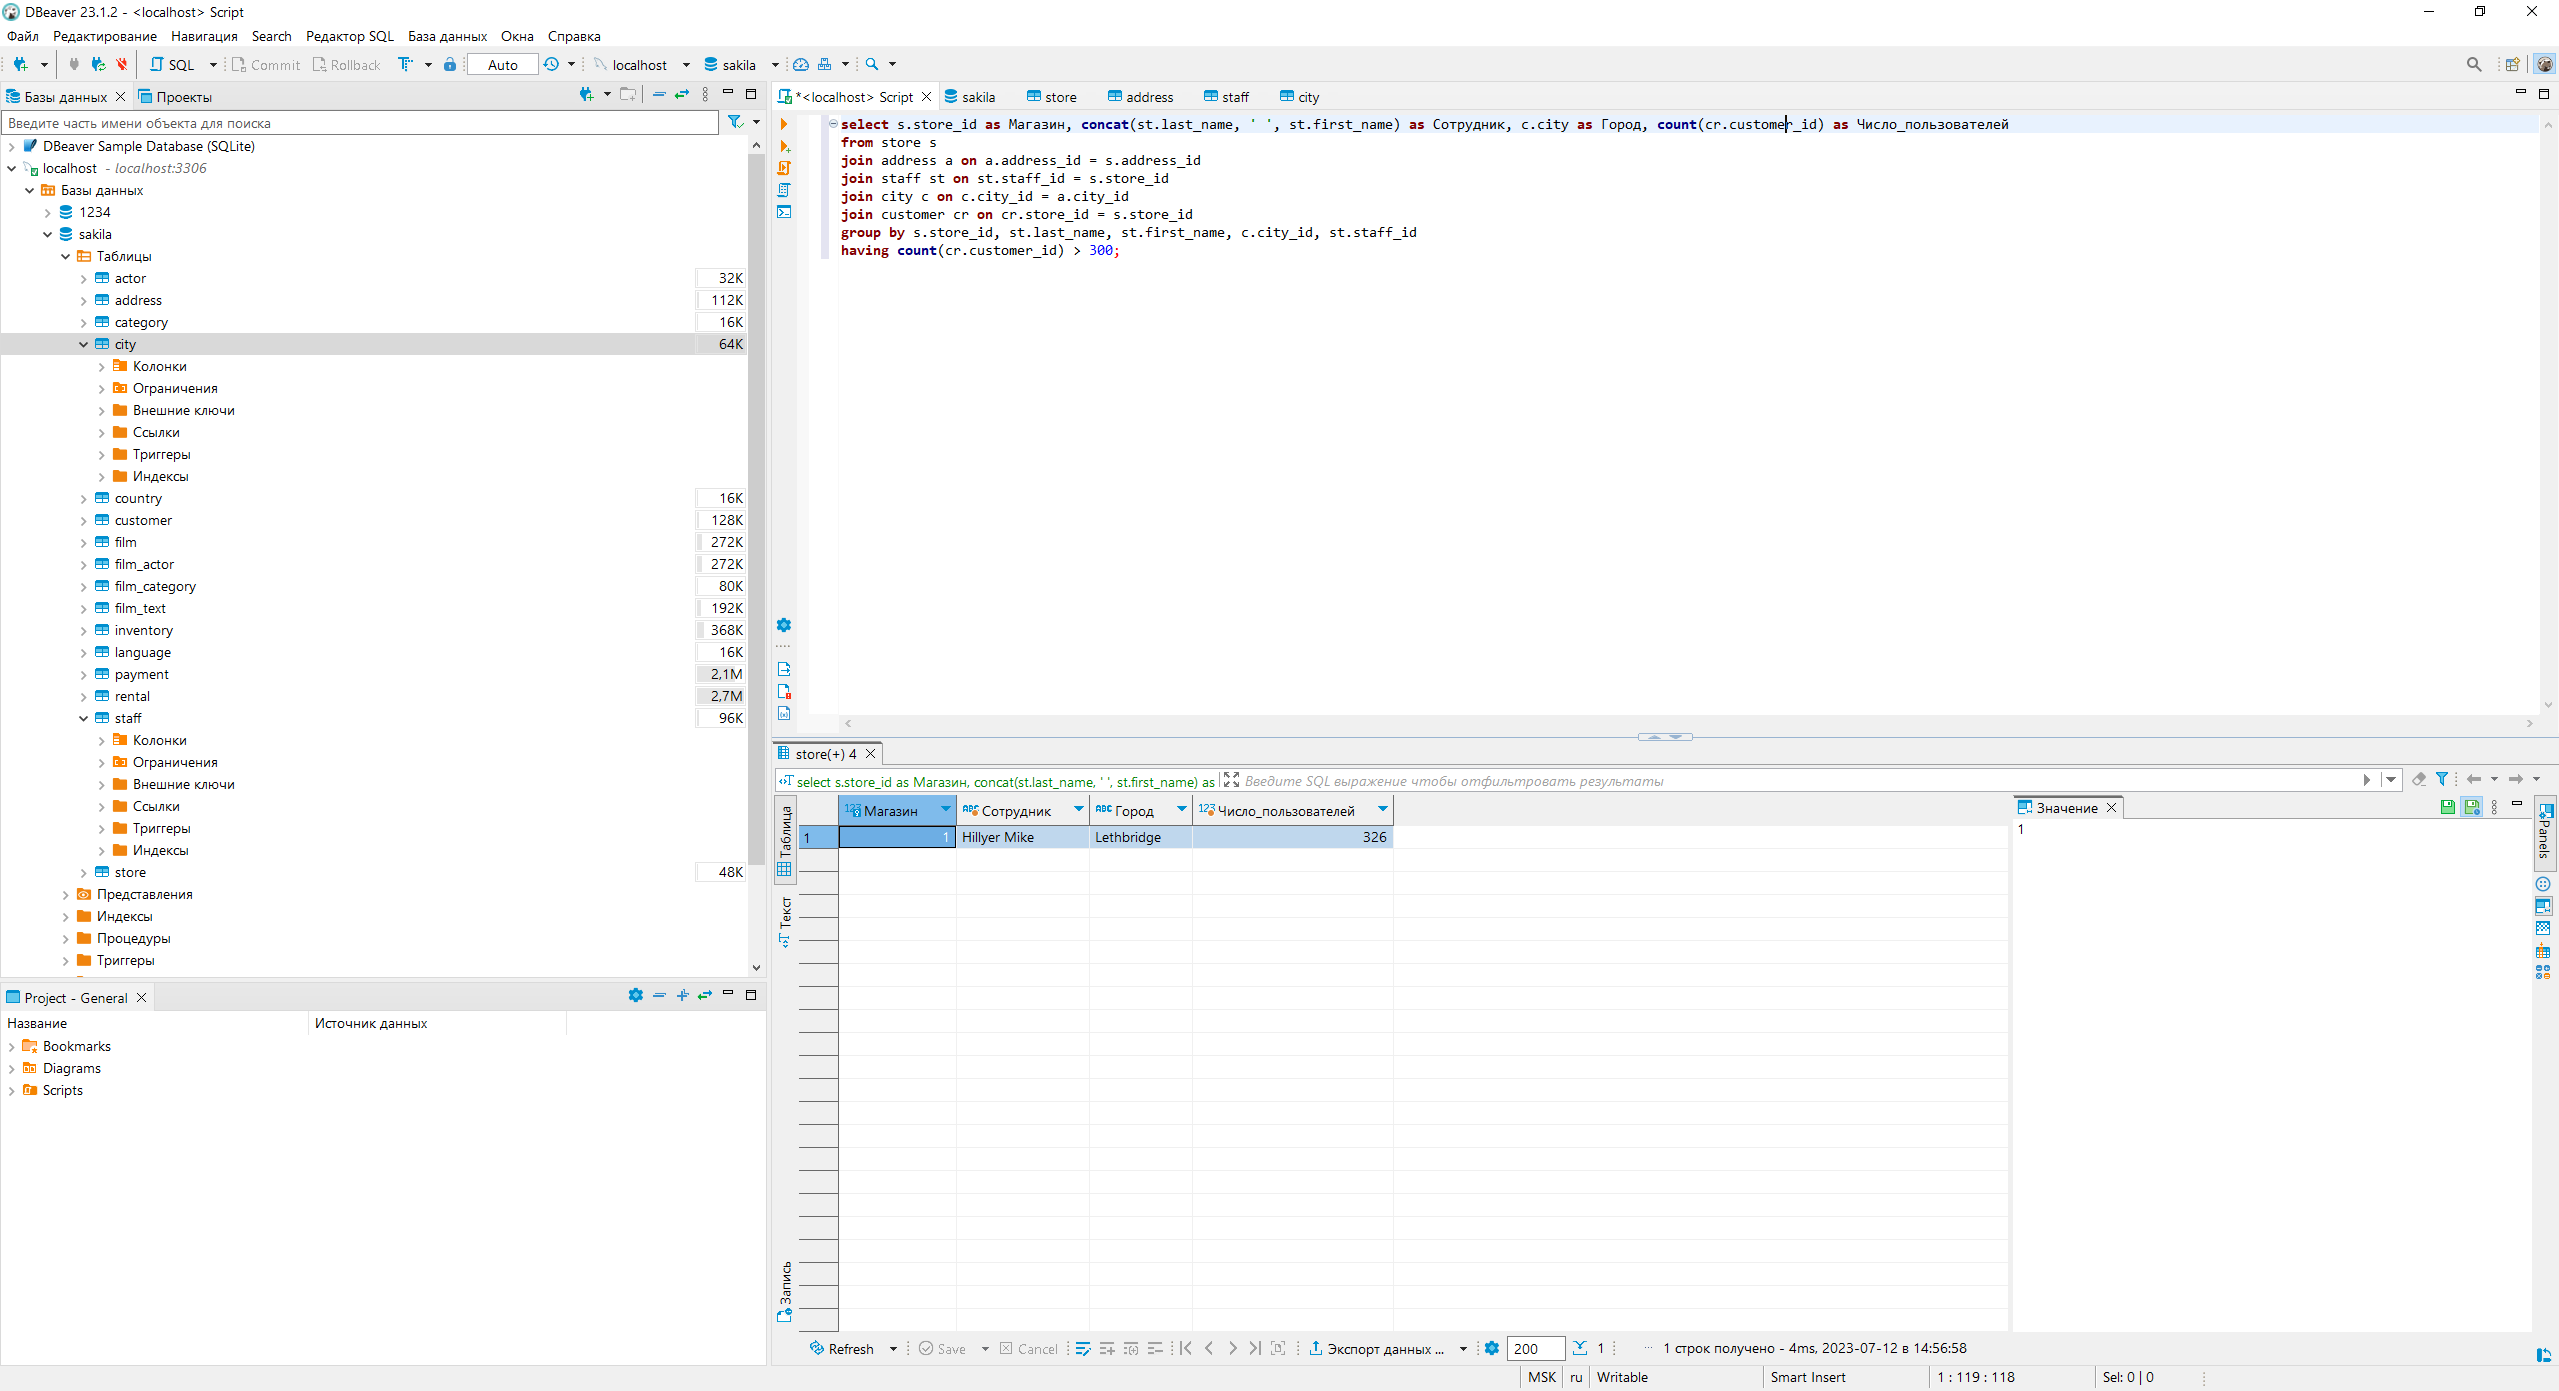 DBeaver 23.1.2 - <localhost> Script
Файл Редактирование Навигация Search Редактор SQL База данных Окна Справка
SQL Commit Rollback Auto localhost sakila
Базы данных Проекты
Введите часть имени объекта для поиска
DBeaver Sample Database (SQLite)
localhost - localhost:3306
Базы данных
1234
sakila
Таблицы
actor 32K
address 112K
category 16K
city 64K
Колонки
Ограничения
Внешние ключи
Ссылки
Триггеры
Индексы
country 16K
customer 128K
film 272K
film_actor 272K
film_category 80K
film_text 192K
inventory 368K
language 16K
payment 2,1M
rental 2,7M
staff 96K
Колонки
Ограничения
Внешние ключи
Ссылки
Триггеры
Индексы
store 48K
Представления
Индексы
Процедуры
Триггеры
Project - General
Название Источник данных
Bookmarks
Diagrams
Scripts
*<localhost> Script sakila store address staff city
select s.store_id as Магазин, concat(st.last_name, ' ', st.first_name) as Сотрудник, c.city as Город, count(cr.customer_id) as Число_пользователей
from store s
join address a on a.address_id = s.address_id
join staff st on st.staff_id = s.store_id
join city c on c.city_id = a.city_id
join customer cr on cr.store_id = s.store_id
group by s.store_id, st.last_name, st.first_name, c.city_id, st.staff_id
having count(cr.customer_id) > 300;
store(+) 4
select s.store_id as Магазин, concat(st.last_name, ' ', st.first_name) as Введите SQL выражение чтобы отфильтровать результаты
Таблица
Текст
Запись
123 Магазин ABC Сотрудник ABC Город 123 Число_пользователей
1 1 Hillyer Mike Lethbridge 326
Значение
1
Panels
Refresh Save Cancel Экспорт данных ... 200 1 ... 1 строк получено - 4ms, 2023-07-12 в 14:56:58
MSK ru Writable Smart Insert 1 : 119 : 118 Sel: 0 | 0